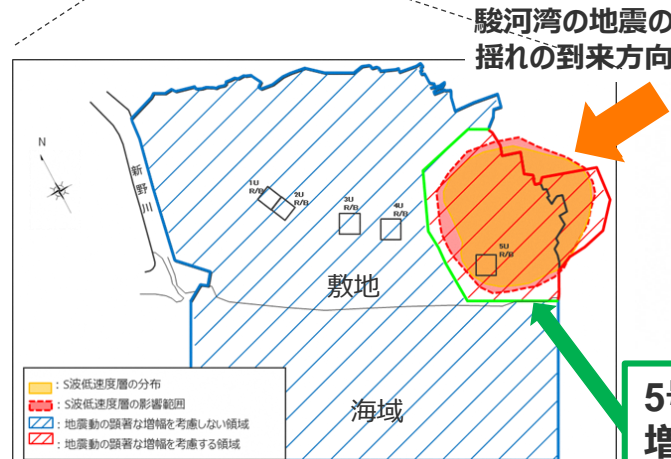 駿河湾の地震の
揺れの到来方向
N
新野川
1U
R/B
2U
R/B
3U
R/B
4U
R/B
5U
R/B
敷地
海域
：S波低速度層の分布
：S波低速度層の影響範囲
：地震動の顕著な増幅を考慮しない領域
：地震動の顕著な増幅を考慮する領域
5
増